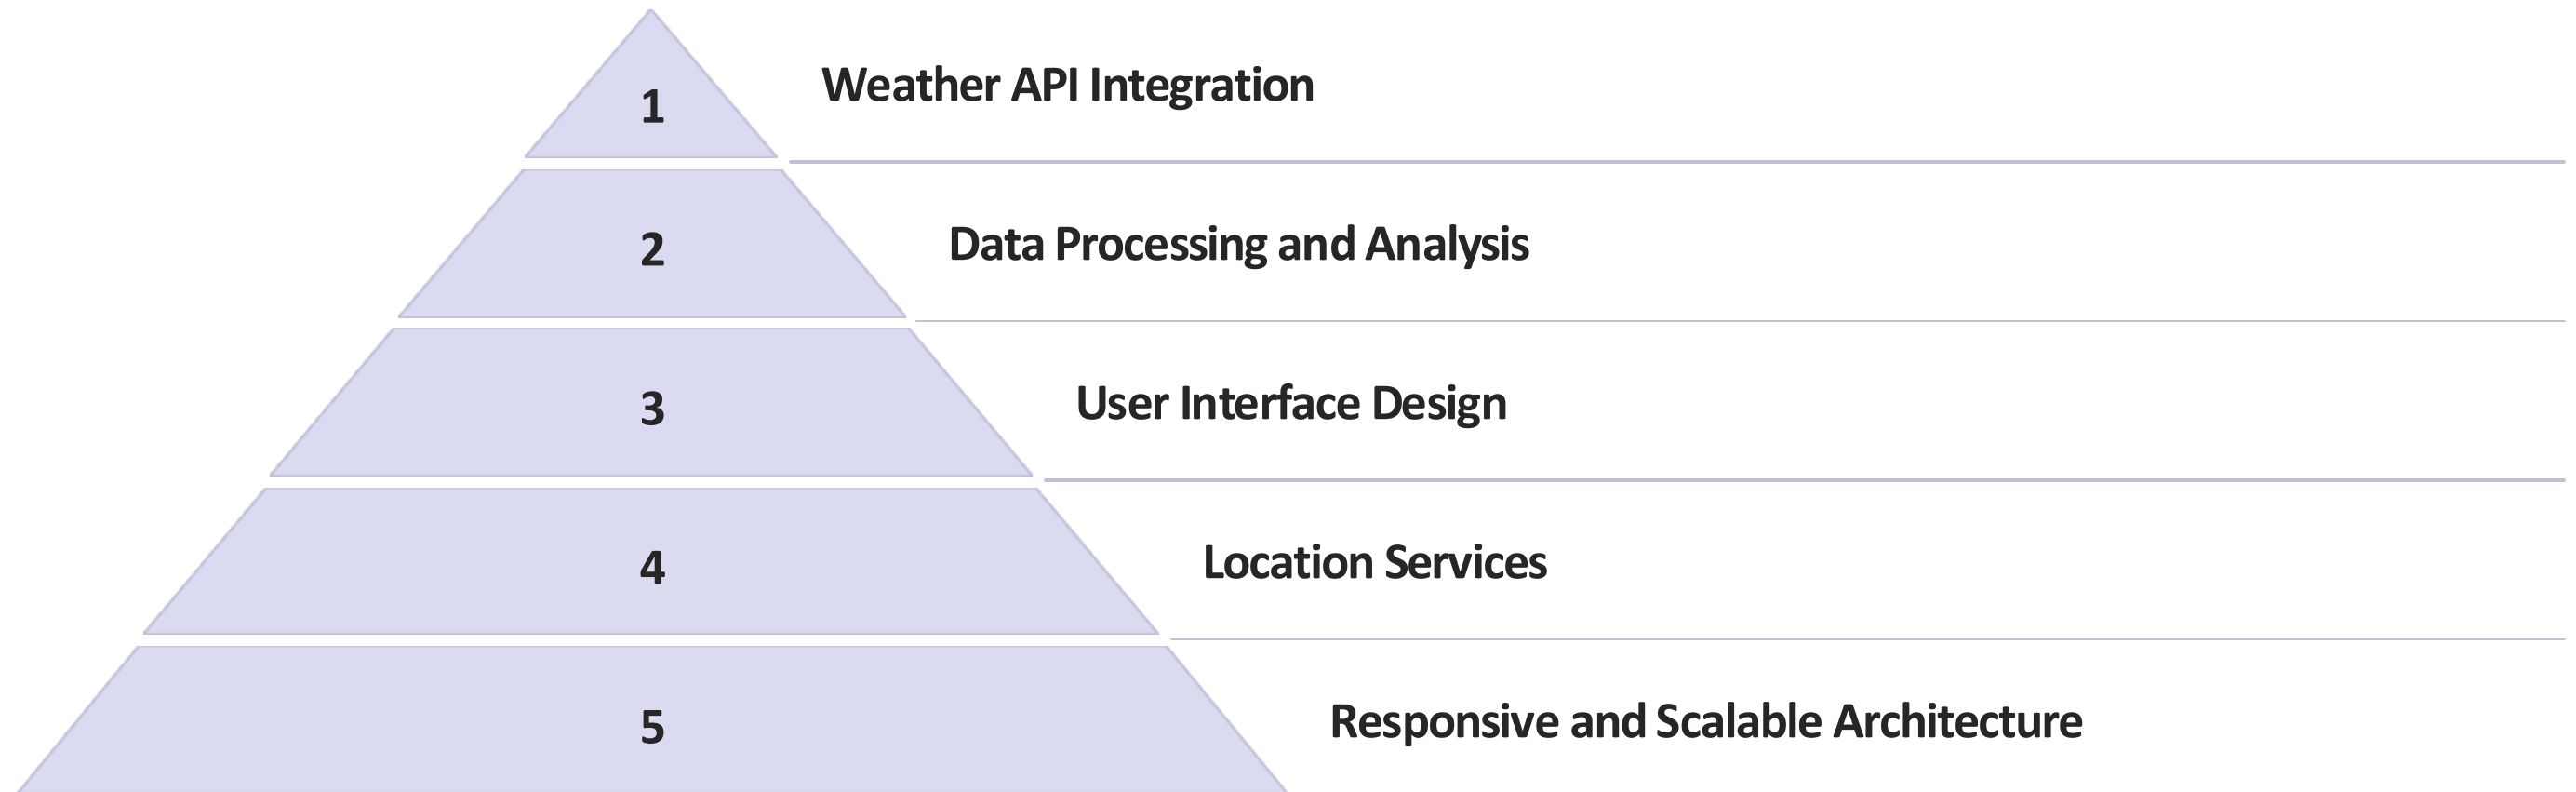 1
Weather API Integration
2
Data Processing and Analysis
3
User Interface Design
4
Location Services
5
Responsive and Scalable Architecture